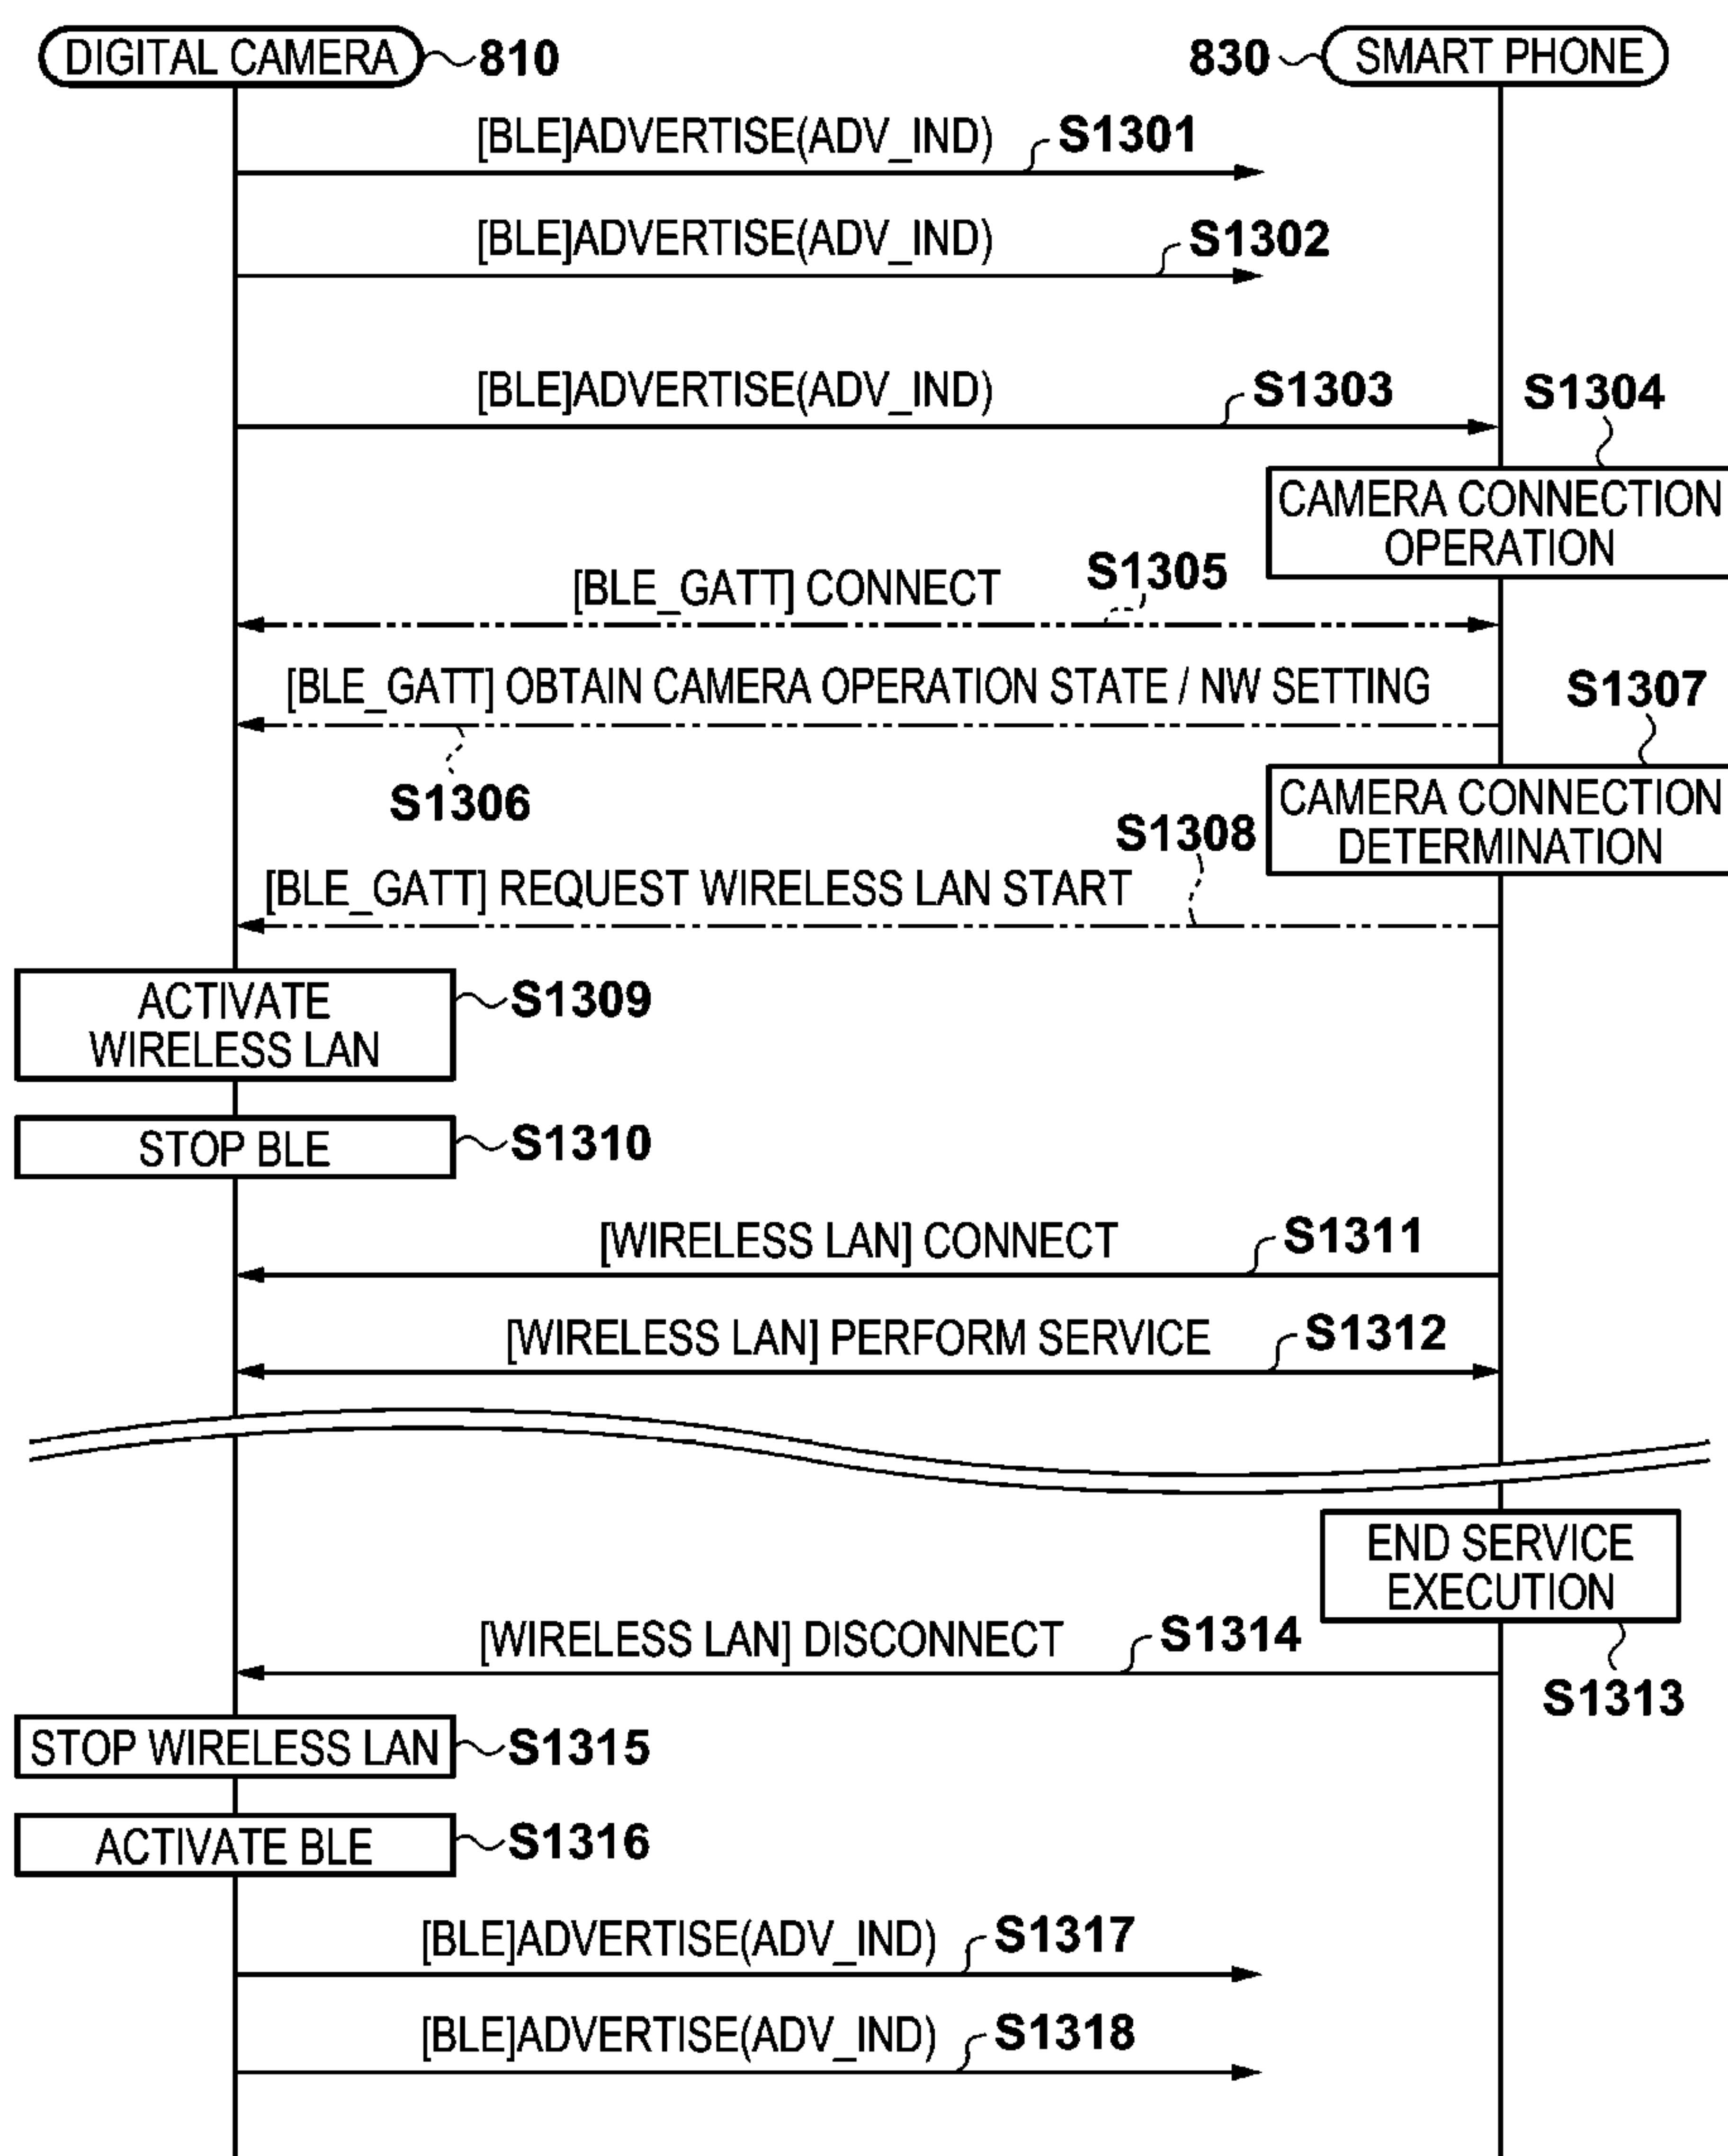 DIGITAL CAMERA 810
830 SMART PHONE
[BLE]ADVERTISE(ADV_IND) S1301
[BLE]ADVERTISE(ADV_IND) S1302
[BLE]ADVERTISE(ADV_IND) S1303
S1304
CAMERA CONNECTION
OPERATION
[BLE_GATT] CONNECT S1305
[BLE_GATT] OBTAIN CAMERA OPERATION STATE / NW SETTING
S1306
S1307
CAMERA CONNECTION
DETERMINATION
S1308
[BLE_GATT] REQUEST WIRELESS LAN START
ACTIVATE
WIRELESS LAN
S1309
STOP BLE S1310
[WIRELESS LAN] CONNECT S1311
[WIRELESS LAN] PERFORM SERVICE S1312
END SERVICE
EXECUTION
S1313
[WIRELESS LAN] DISCONNECT S1314
STOP WIRELESS LAN S1315
ACTIVATE BLE S1316
[BLE]ADVERTISE(ADV_IND) S1317
[BLE]ADVERTISE(ADV_IND) S1318